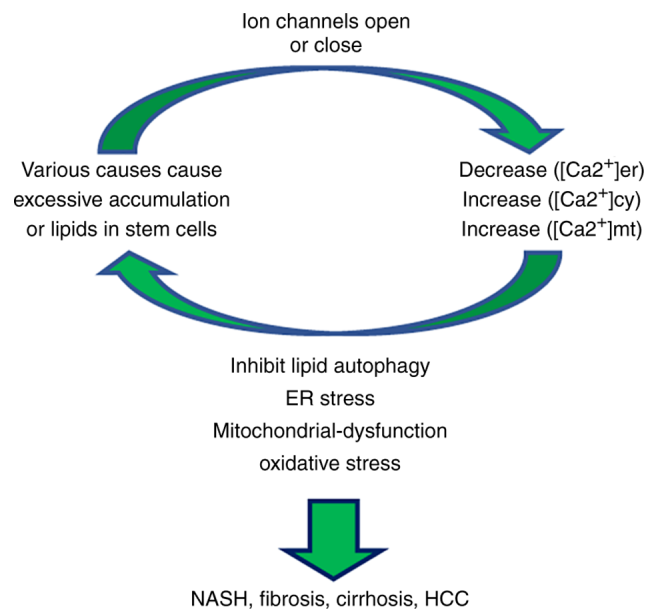 Ion channels open
or close
Various causes cause
excessive accumulation
or lipids in stem cells
Decrease ([Ca2⁺]er)
Increase ([Ca2⁺]cy)
Increase ([Ca2⁺]mt)
Inhibit lipid autophagy
ER stress
Mitochondrial-dysfunction
oxidative stress
NASH, fibrosis, cirrhosis, HCC